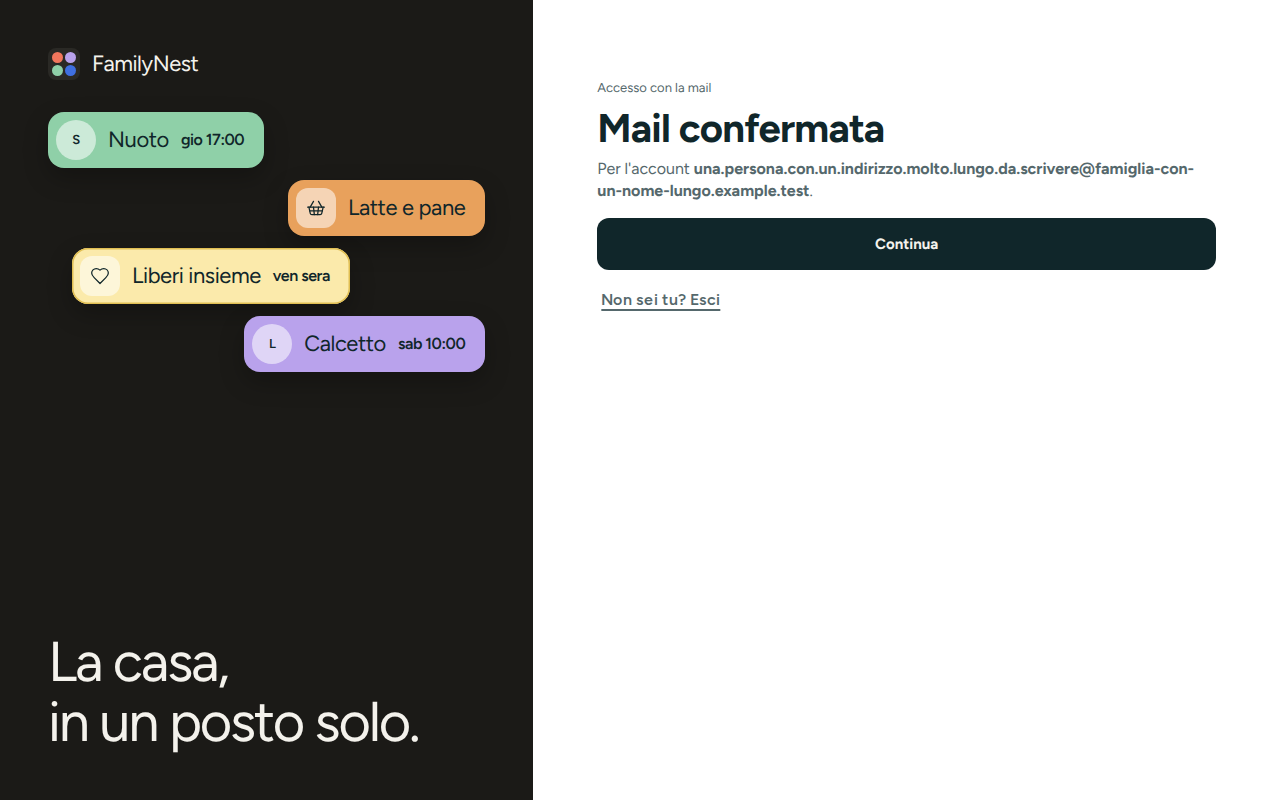 FamilyNest
S Nuoto gio 17:00
Latte e pane
Liberi insieme ven sera
L Calcetto sab 10:00
La casa,
in un posto solo.
Accesso con la mail
Mail confermata
Per l'account una.persona.con.un.indirizzo.molto.lungo.da.scrivere@famiglia-con-
un-nome-lungo.example.test.
Continua
Non sei tu? Esci